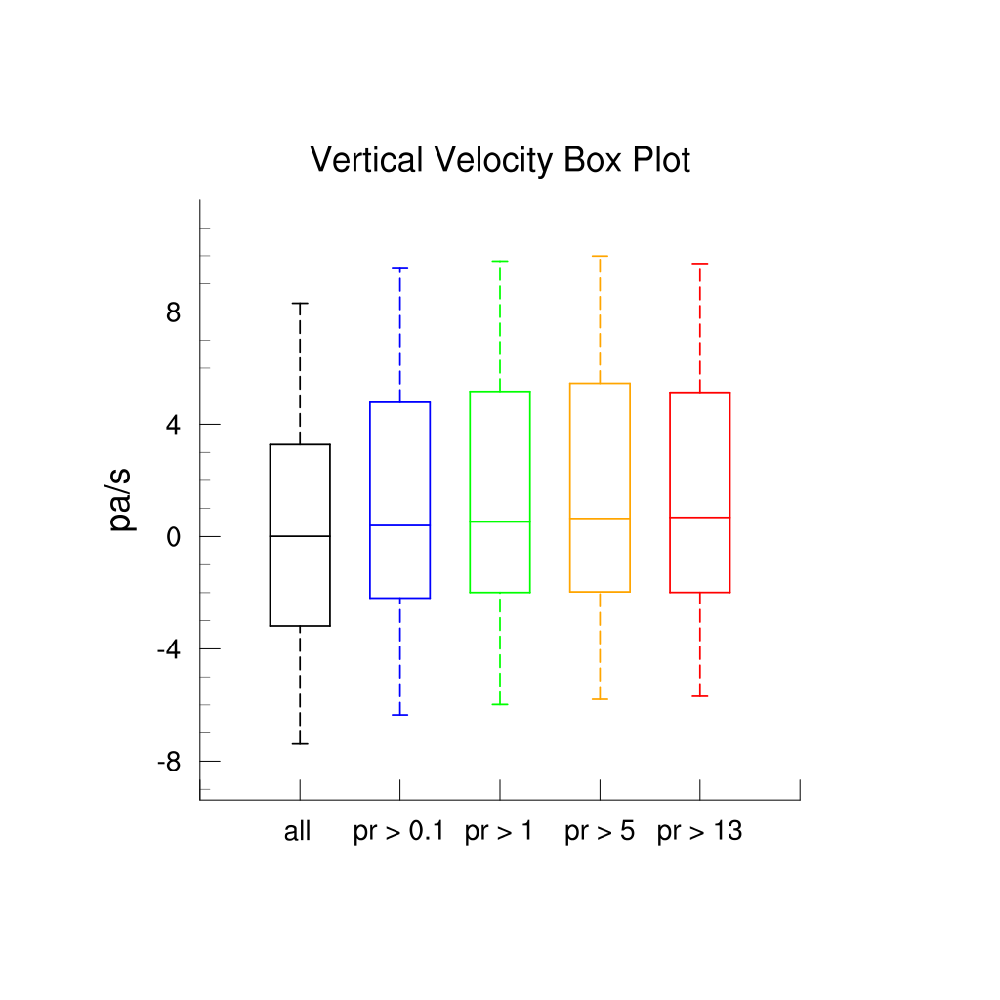 Vertical Velocity Box Plot
pa/s
8
4
0
-4
-8
all pr > 0.1 pr > 1 pr > 5 pr > 13